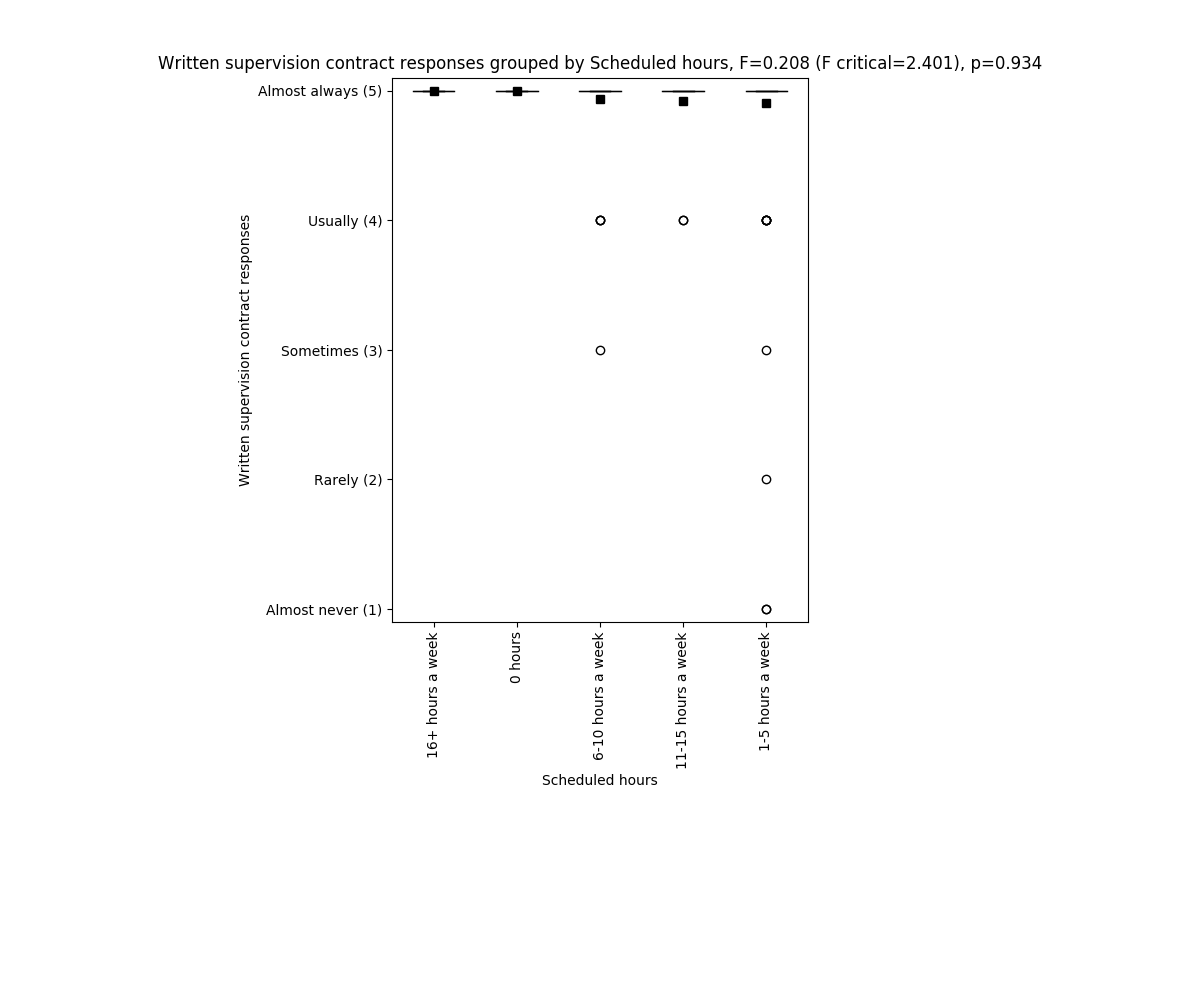 Written supervision contract responses grouped by Scheduled hours, F=0.208 (F critical=2.401), p=0.934
Written supervision contract responses
Almost always (5)
Usually (4)
Sometimes (3)
Rarely (2)
Almost never (1)
16+ hours a week
0 hours
6-10 hours a week
11-15 hours a week
1-5 hours a week
Scheduled hours